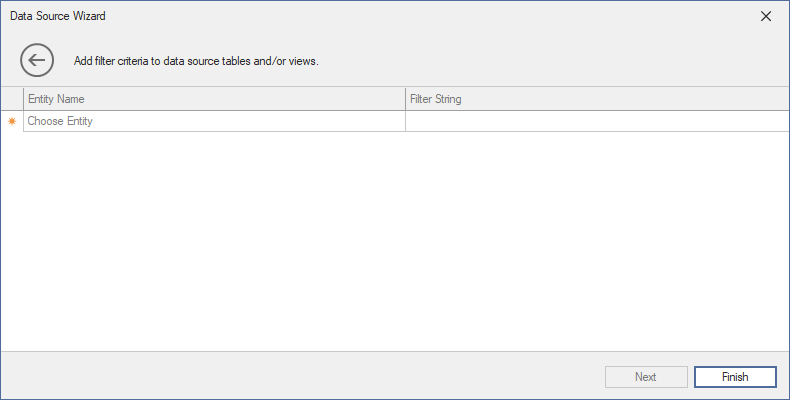 Data Source Wizard
Add filter criteria to data source tables and/or views.
Entity Name Filter String
Choose Entity
Next Finish